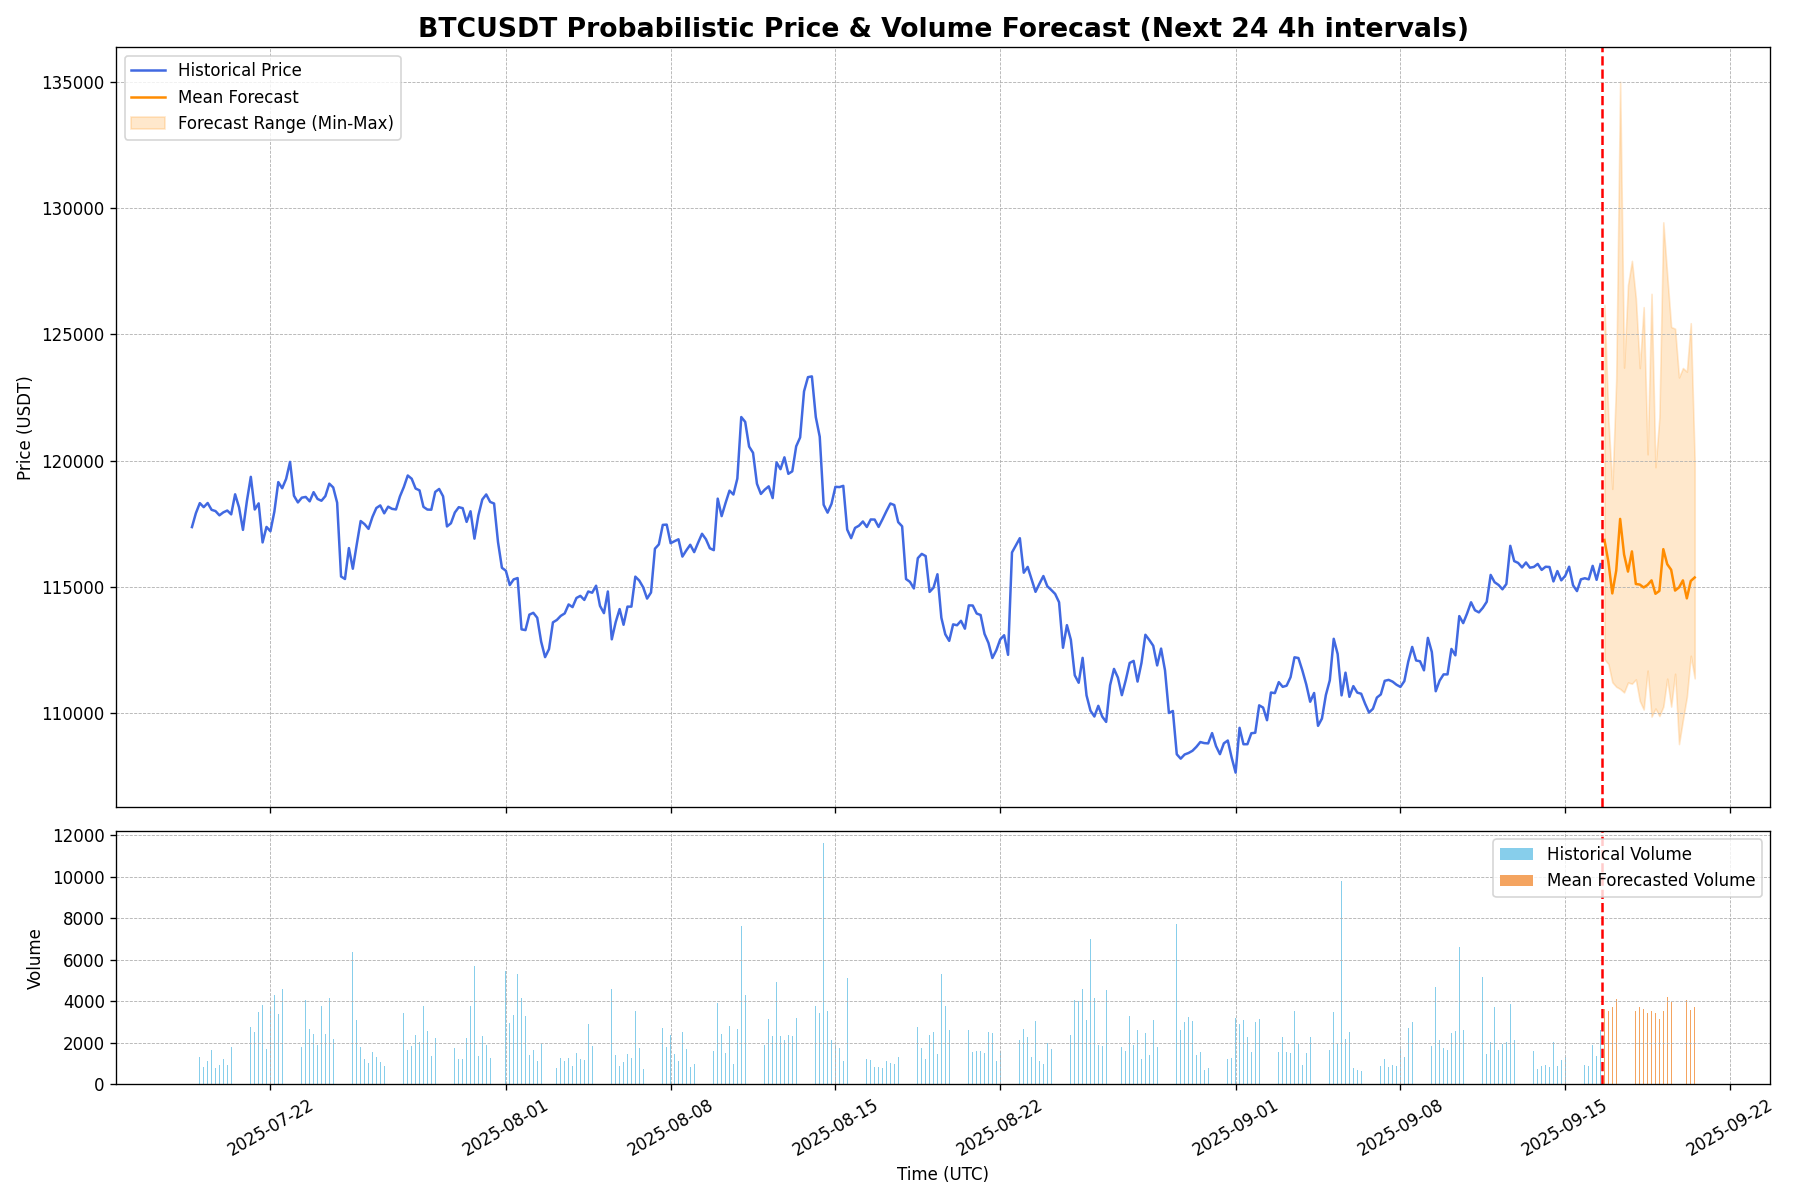 BTCUSDT Probabilistic Price & Volume Forecast (Next 24 4h intervals)
Historical Price
Mean Forecast
Forecast Range (Min-Max)
135000
130000
125000
120000
115000
110000
Price (USDT)
Historical Volume
Mean Forecasted Volume
12000
10000
8000
6000
4000
2000
0
Volume
2025-07-22
2025-08-01
2025-08-08
2025-08-15
2025-08-22
2025-09-01
2025-09-08
2025-09-15
2025-09-22
Time (UTC)